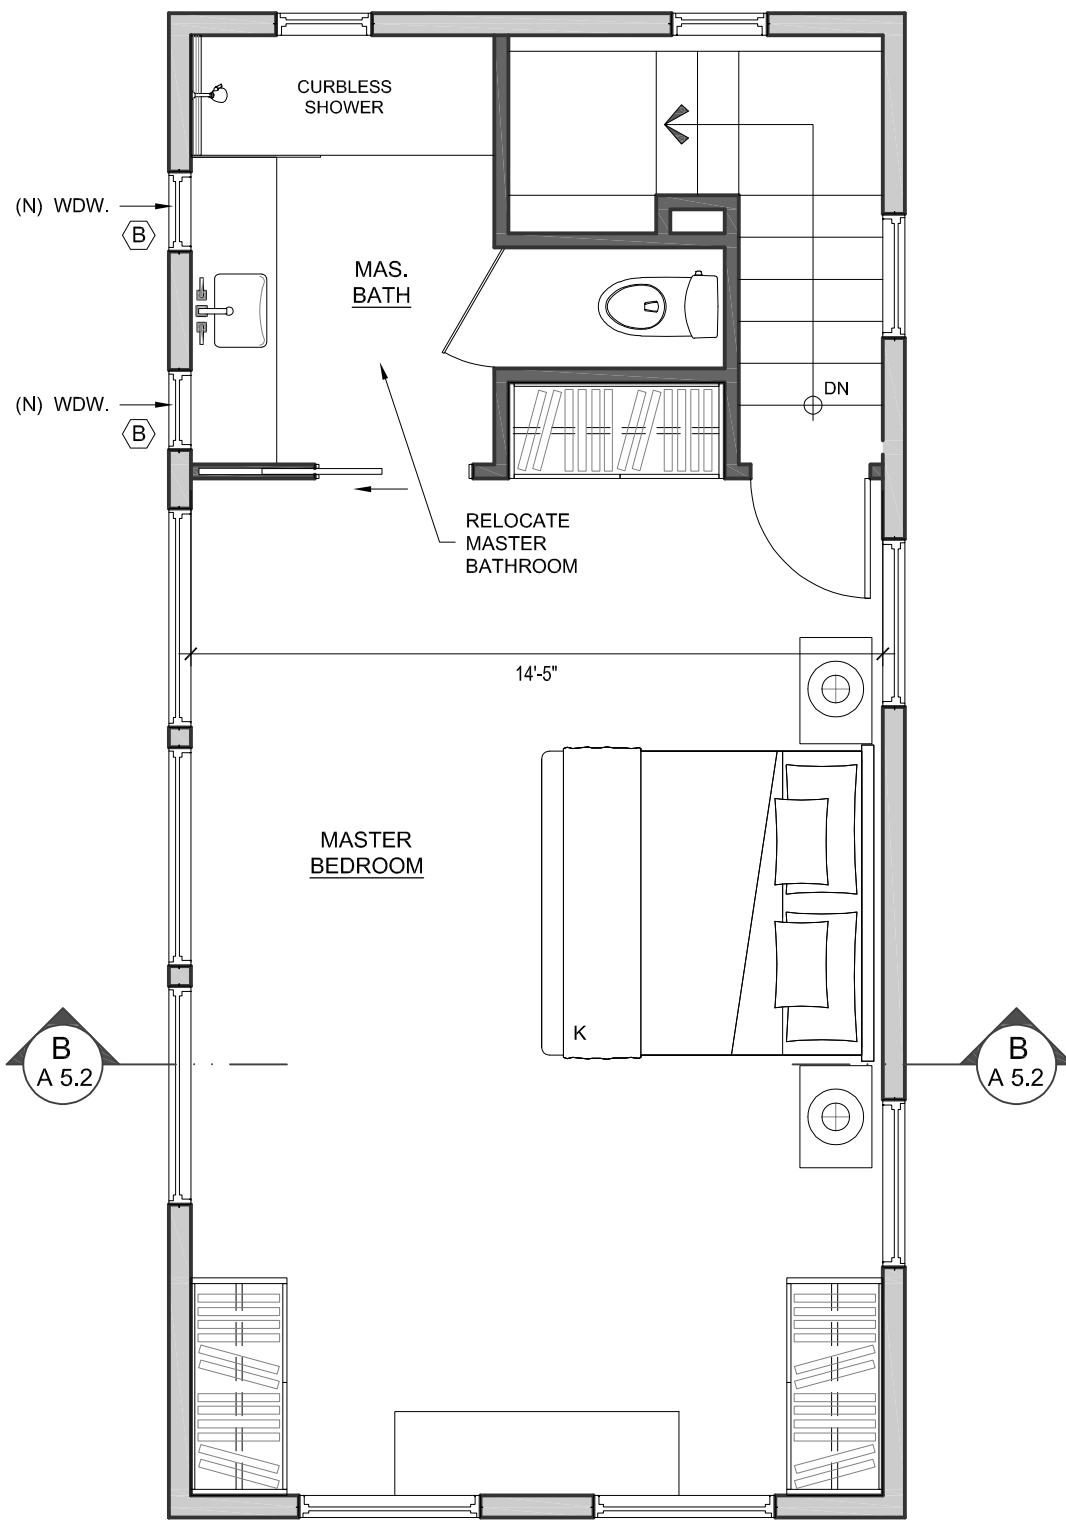 CURBLESS
SHOWER
(N) WDW.
B
MAS.
BATH
DN
(N) WDW.
B
RELOCATE
MASTER
BATHROOM
14'-5"
MASTER
BEDROOM
K
B
A 5.2
B
A 5.2